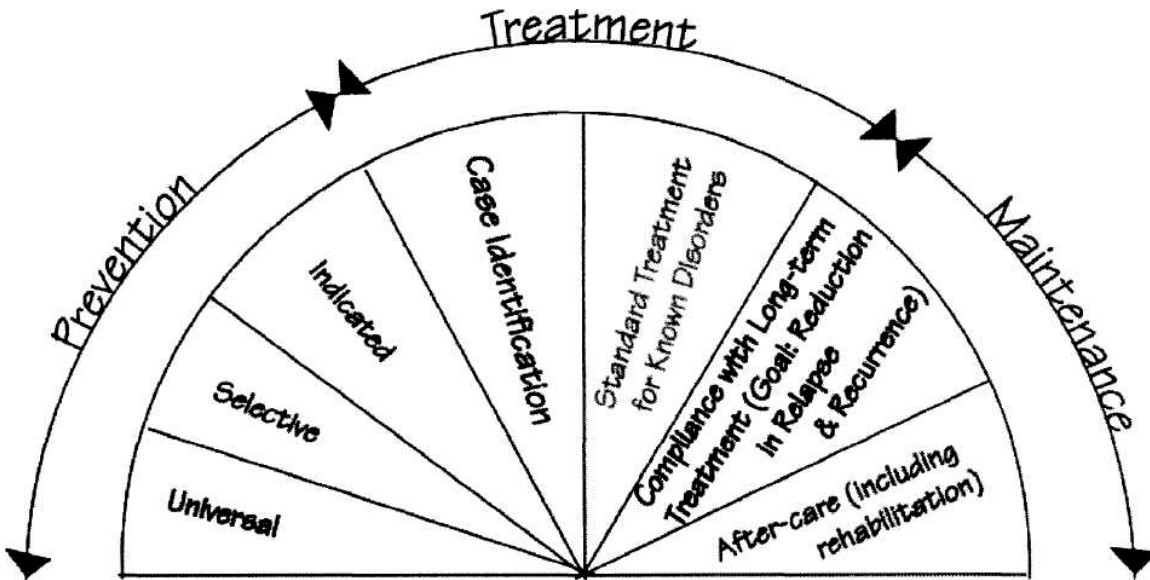 Treatment
Prevention
Maintenance
Universal
Selective
Indicated
Case Identification
Standard Treatment
for Known Disorders
Compliance with Long-term
Treatment (Goal: Reduction
in Relapse
& Recurrence)
After-care (including
rehabilitation)